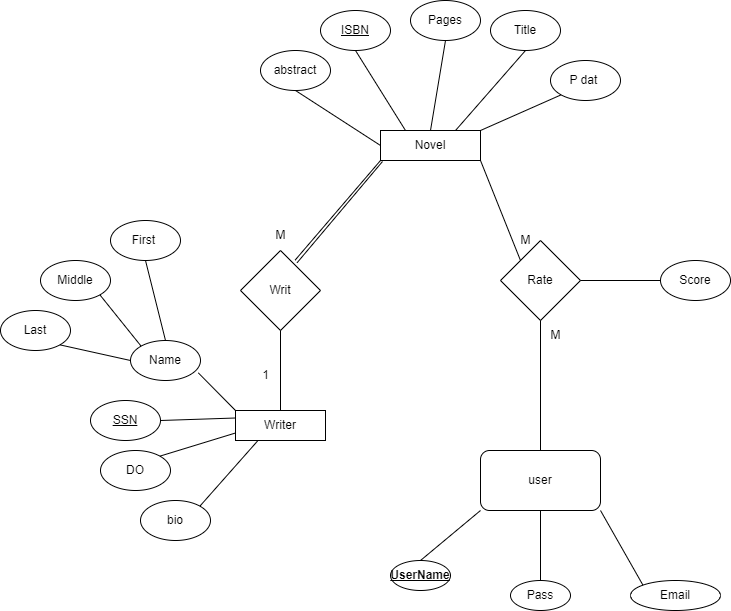 Pages
ISBN
Title
abstract
P dat
Novel
M
M
First
Middle
Writ
Rate
Score
Last
M
Name
1
SSN
Writer
DO
user
bio
UserName
Pass
Email